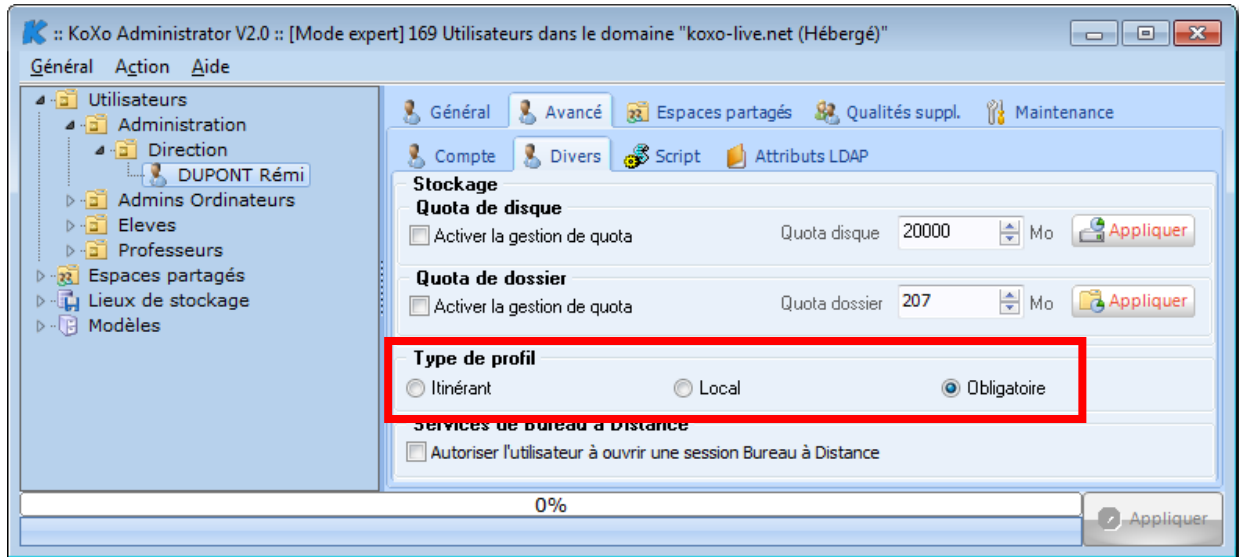 :: KoXo Administrator V2.0 :: [Mode expert] 169 Utilisateurs dans le domaine "koxo-live.net (Hébergé)"
Général Action Aide
Utilisateurs
Administration
Direction
DUPONT Rémi
Admins Ordinateurs
Eleves
Professeurs
Espaces partagés
Lieux de stockage
Modèles
Général Avancé Espaces partagés Qualités suppl. Maintenance
Compte Divers Script Attributs LDAP
Stockage
Quota de disque
Activer la gestion de quota Quota disque 20000 Mo Appliquer
Quota de dossier
Activer la gestion de quota Quota dossier 207 Mo Appliquer
Type de profil
Itinérant Local Obligatoire
Services de Bureau à Distance
Autoriser l'utilisateur à ouvrir une session Bureau à Distance
0%
Appliquer